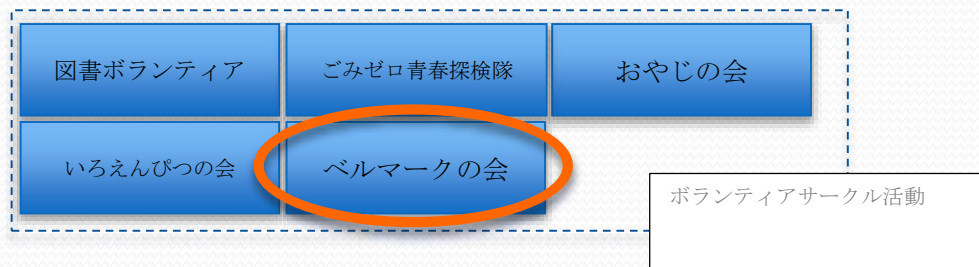 図書ボランティア
ごみゼロ青春探検隊
おやじの会
いろえんぴつの会
ベルマークの会
ボランティアサークル活動